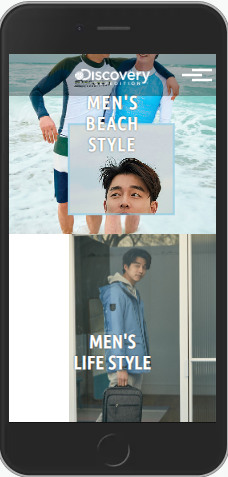 Discovery
EXPEDITION
MEN'S
BEACH
STYLE
MEN'S
LIFE STYLE